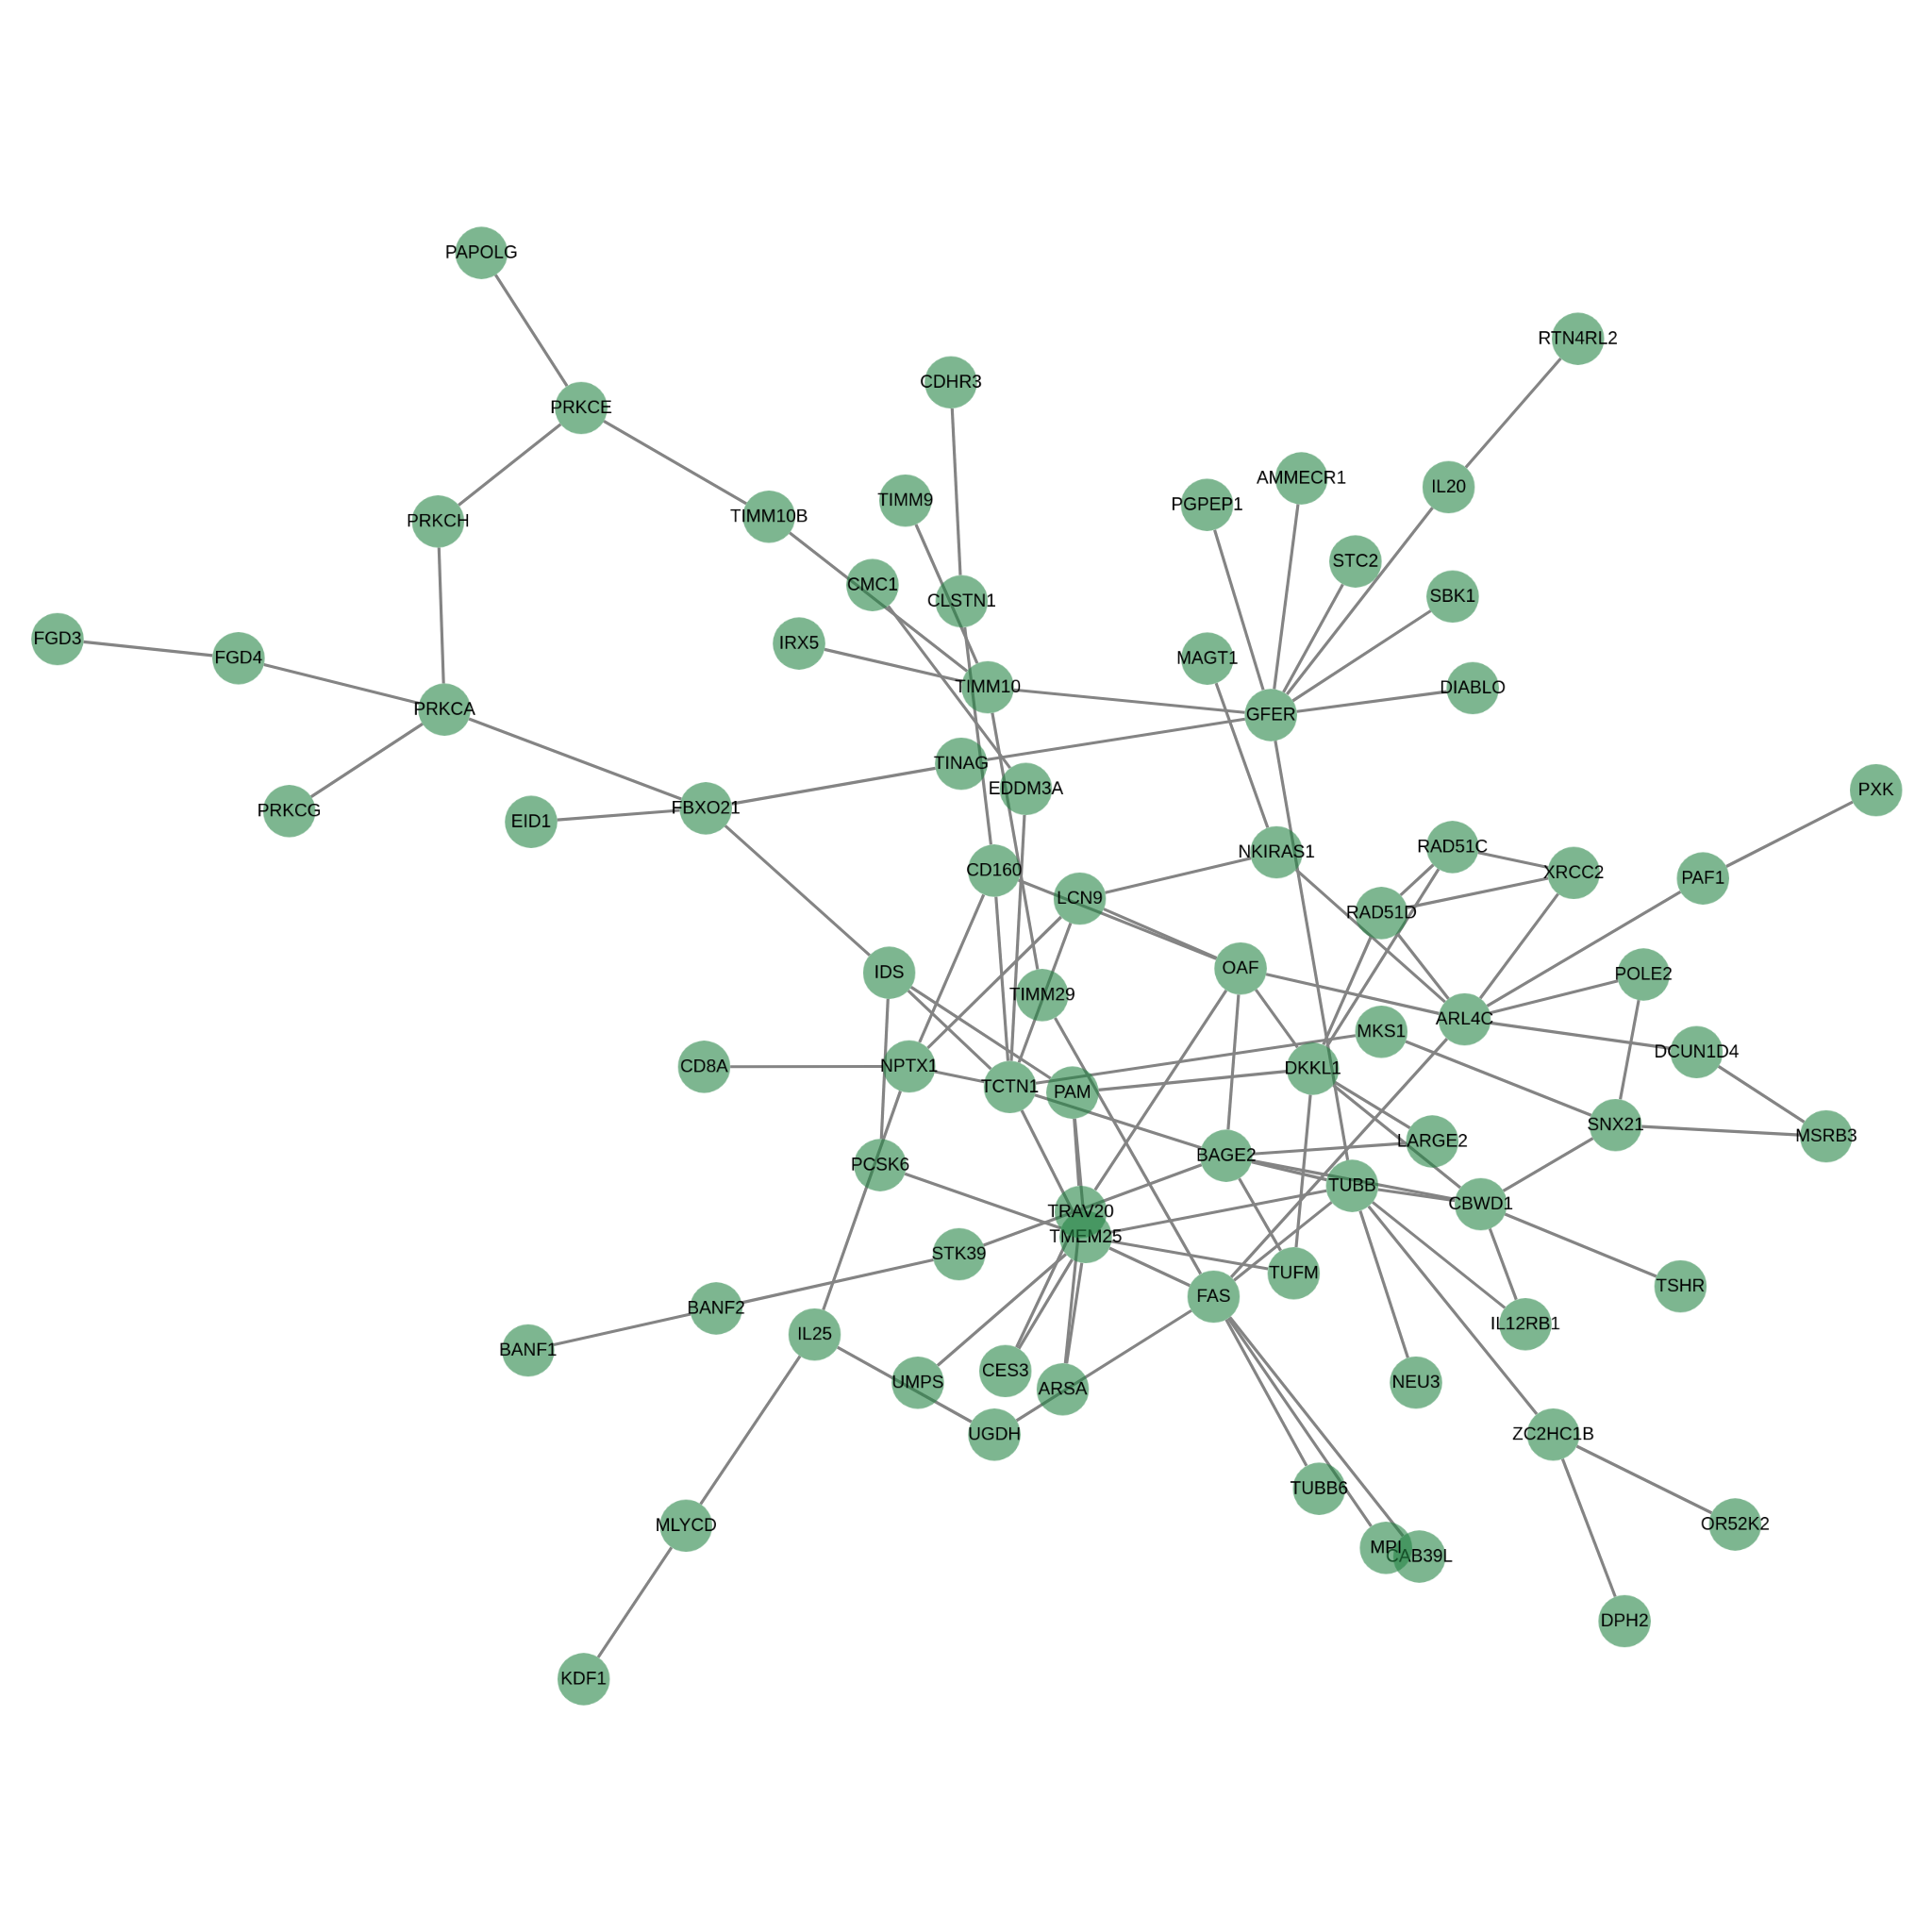 PAPOLG
RTN4RL2
CDHR3
PRKCE
AMMECR1
IL20
TIMM9
PGPEP1
TIMM10B
PRKCH
STC2
CMC1
SBK1
CLSTN1
FGD3
IRX5
FGD4
MAGT1
TIMM10
DIABLO
PRKCA
GFER
TINAG
EDDM3A
PXK
FBXO21
PRKCG
EID1
RAD51C
NKIRAS1
CD160
XRCC2
PAF1
LCN9
RAD51D
OAF
IDS
POLE2
TIMM29
ARL4C
MKS1
DCUN1D4
CD8A
NPTX1
DKKL1
TCTN1
PAM
SNX21
MSRB3
LARGE2
BAGE2
PCSK6
TUBB
CBWD1
TRAV20
TMEM25
STK39
TUFM
TSHR
FAS
BANF2
IL12RB1
IL25
BANF1
CES3
UMPS
NEU3
ARSA
UGDH
ZC2HC1B
TUBB6
OR52K2
MLYCD
MPI
CAB39L
DPH2
KDF1